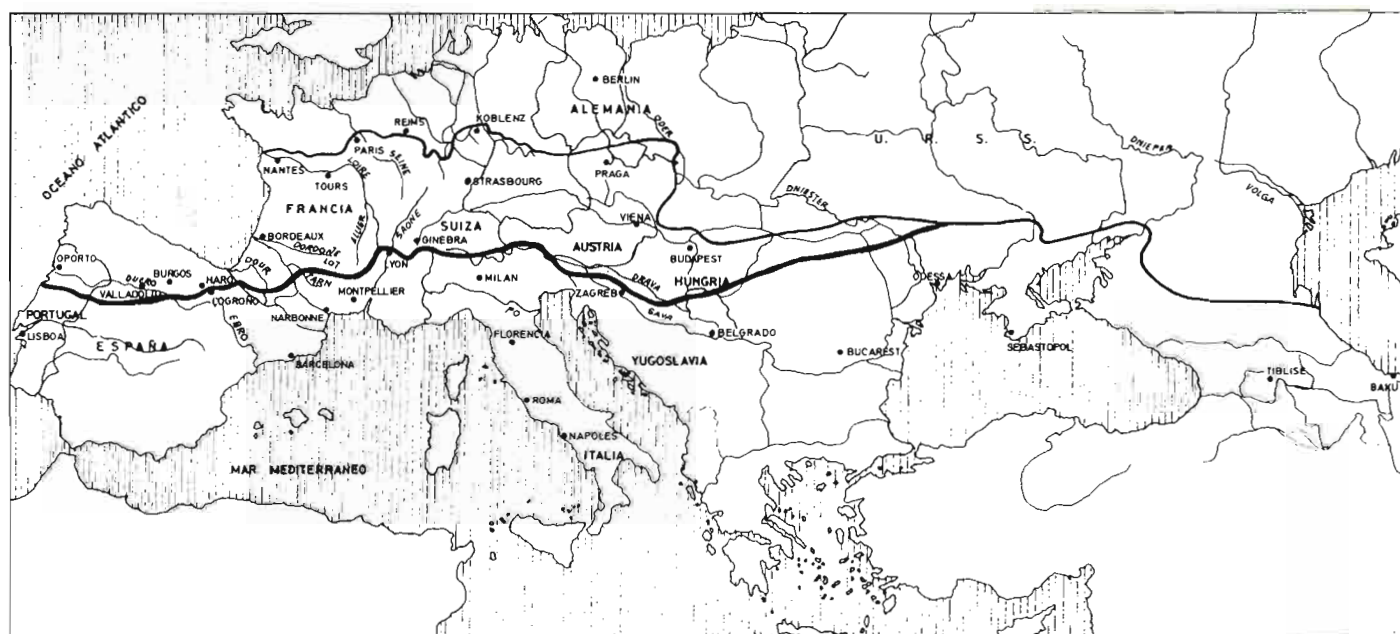 OCEANO ATLANTICO
BERLIN
ALEMANIA
ODER
REIMS
KOBLENZ
U. R. S. S.
DNIEPER
PARIS
SEINE
LOIRE
NANTES
TOURS
STRASBOURG
PRAGA
DNIESTER
VOLGA
FRANCIA
ALLIER
SAONE
SUIZA
VIENA
BORDEAUX
DORDOÑE
LOT
GINEBRA
AUSTRIA
BUDAPEST
OPORTO
DUERO
BURGOS
HARO
DOUR
TARN
LYON
MILAN
DRAVA
HUNGRIA
ODESSA
VALLADOLID
LOGROÑO
MONTPELLIER
ZAGREB
SAVA
PORTUGAL
EBRO
NARBONNE
PO
BELGRADO
LISBOA
ESPAÑA
BARCELONA
FLORENCIA
YUGOSLAVIA
BUCAREST
SEBASTOPOL
TIBLISE
BAKU
ROMA
NAPOLES
ITALIA
MAR MEDITERRANEO